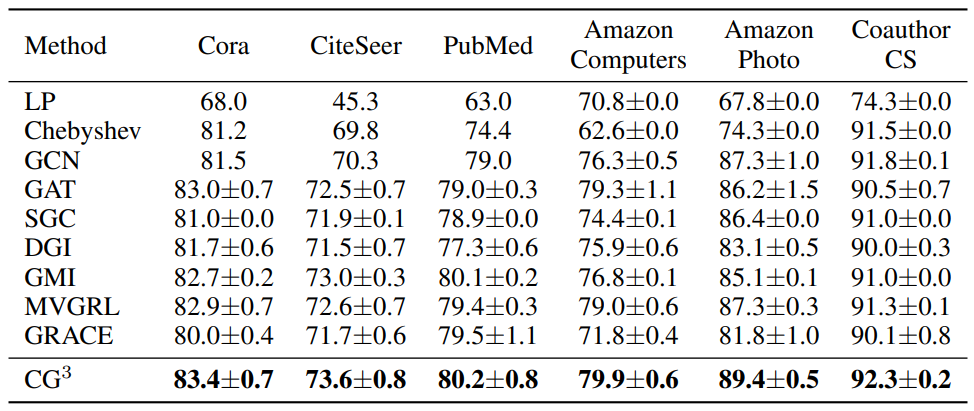 Method Cora CiteSeer PubMed Amazon Computers Amazon Photo Coauthor CS
LP 68.0 45.3 63.0 70.8±0.0 67.8±0.0 74.3±0.0
Chebyshev 81.2 69.8 74.4 62.6±0.0 74.3±0.0 91.5±0.0
GCN 81.5 70.3 79.0 76.3±0.5 87.3±1.0 91.8±0.1
GAT 83.0±0.7 72.5±0.7 79.0±0.3 79.3±1.1 86.2±1.5 90.5±0.7
SGC 81.0±0.0 71.9±0.1 78.9±0.0 74.4±0.1 86.4±0.0 91.0±0.0
DGI 81.7±0.6 71.5±0.7 77.3±0.6 75.9±0.6 83.1±0.5 90.0±0.3
GMI 82.7±0.2 73.0±0.3 80.1±0.2 76.8±0.1 85.1±0.1 91.0±0.0
MVGRL 82.9±0.7 72.6±0.7 79.4±0.3 79.0±0.6 87.3±0.3 91.3±0.1
GRACE 80.0±0.4 71.7±0.6 79.5±1.1 71.8±0.4 81.8±1.0 90.1±0.8
CG³ 83.4±0.7 73.6±0.8 80.2±0.8 79.9±0.6 89.4±0.5 92.3±0.2